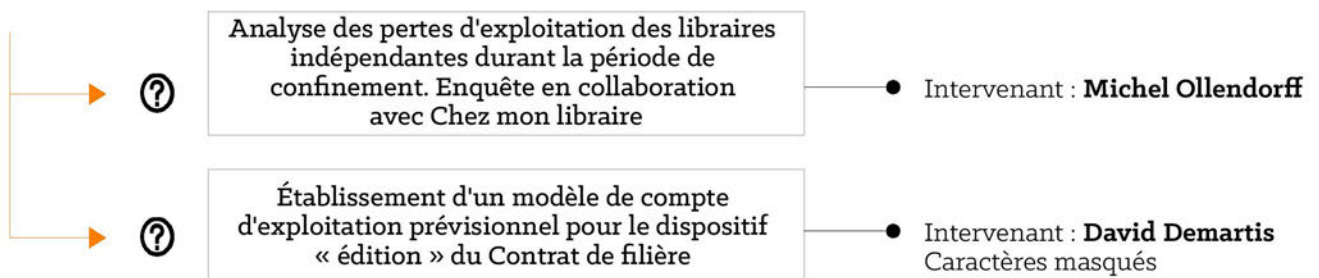 Analyse des pertes d'exploitation des libraires
indépendantes durant la période de
confinement. Enquête en collaboration
avec Chez mon libraire
Intervenant : Michel Ollendorff
Établissement d'un modèle de compte
d'exploitation prévisionnel pour le dispositif
« édition » du Contrat de filière
Intervenant : David Demartis
Caractères masqués